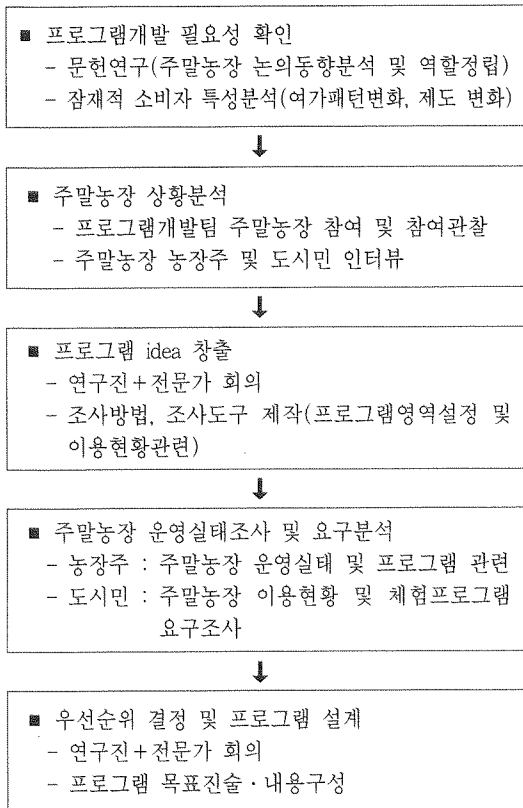 ■ 프로그램개발 필요성 확인
- 문헌연구(주말농장 논의동향분석 및 역할정립)
- 잠재적 소비자 특성분석(여가패턴변화, 제도 변화)
↓
■ 주말농장 상황분석
- 프로그램개발팀 주말농장 참여 및 참여관찰
- 주말농장 농장주 및 도시민 인터뷰
↓
■ 프로그램 idea 창출
- 연구진+전문가 회의
- 조사방법, 조사도구 제작(프로그램영역설정 및
이용현황관련)
↓
■ 주말농장 운영실태조사 및 요구분석
- 농장주 : 주말농장 운영실태 및 프로그램 관련
- 도시민 : 주말농장 이용현황 및 체험프로그램
요구조사
↓
■ 우선순위 결정 및 프로그램 설계
- 연구진+전문가 회의
- 프로그램 목표진술·내용구성